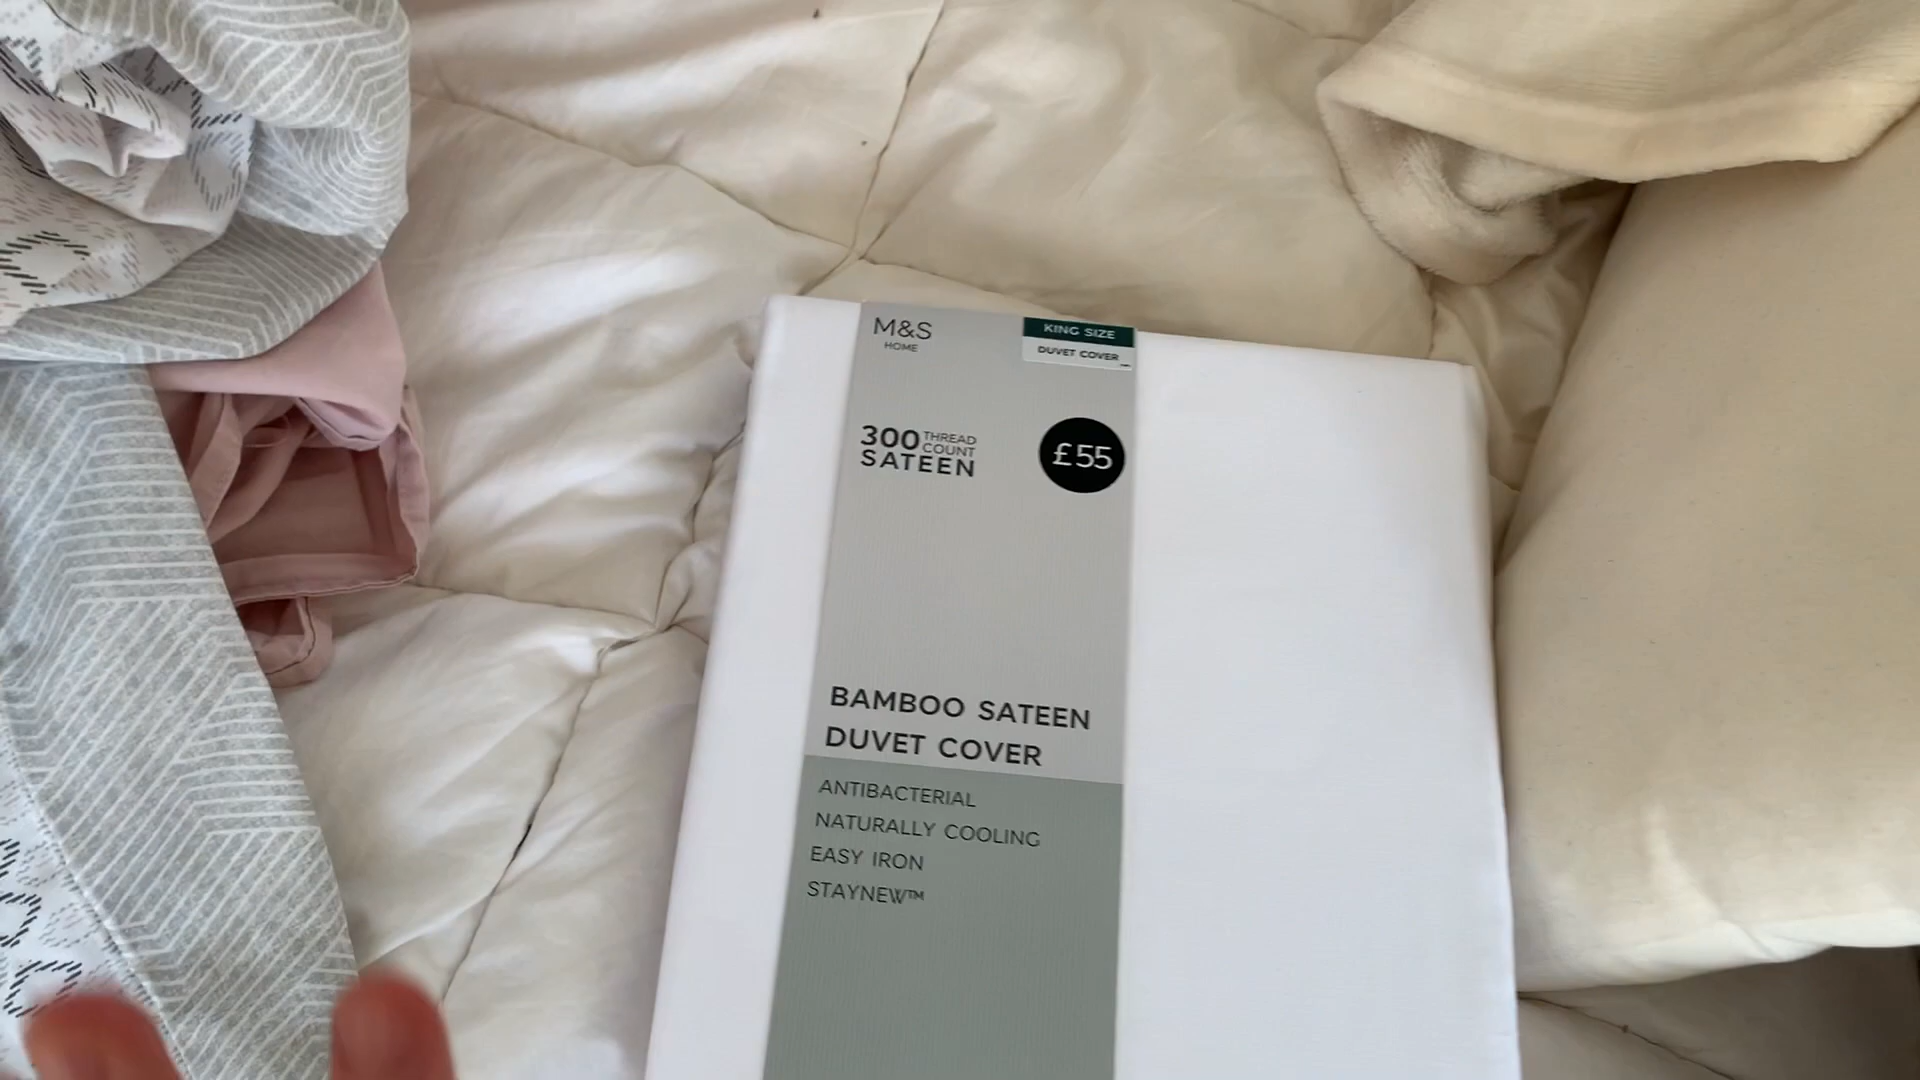 M&S
HOME
KING SIZE
DUVET COVER
300 THREAD
COUNT
SATEEN
£55
BAMBOO SATEEN
DUVET COVER
ANTIBACTERIAL
NATURALLY COOLING
EASY IRON
STAYNEW™